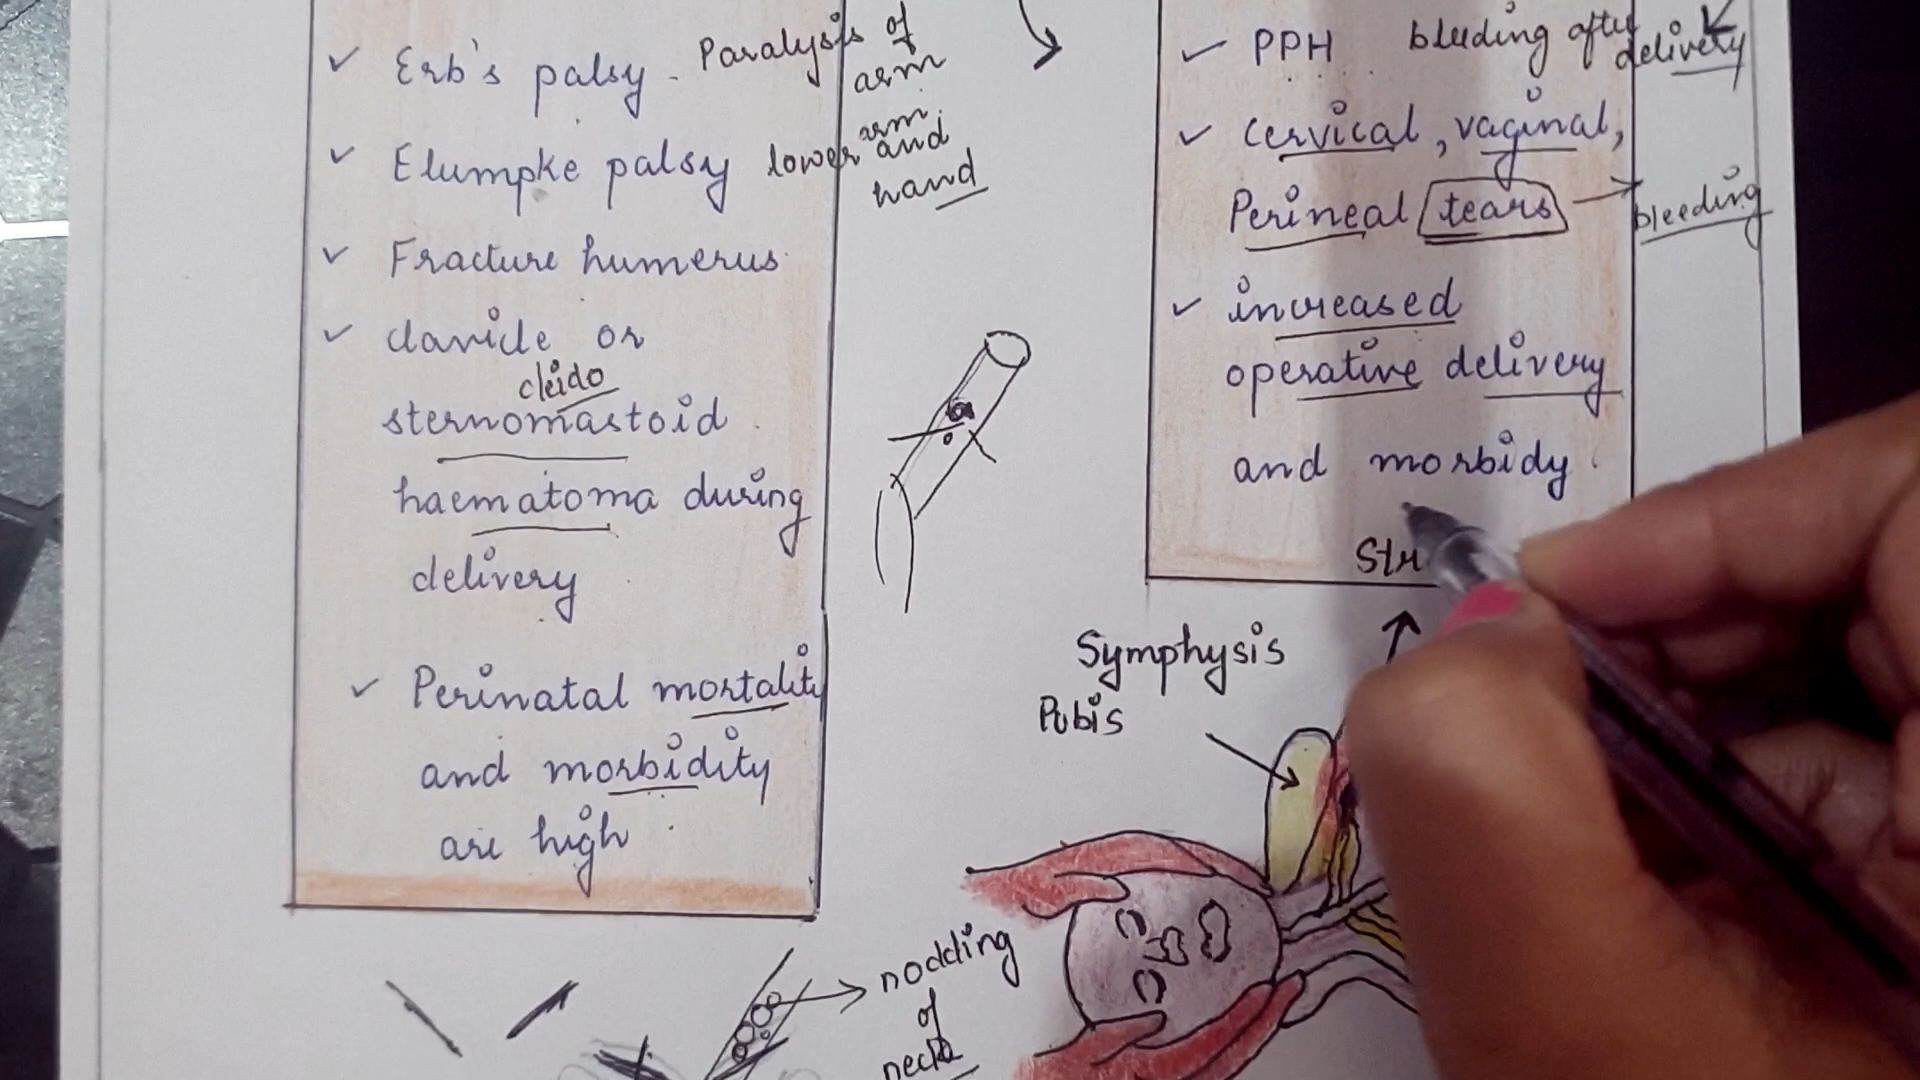 Erb's palsy - Paralysis of
arm
Elumpke palsy lower arm
and
hand
Fracture humerus
clavicle or
cleido
sternomastoid
haematoma during
delivery
Perinatal mortality
and morbidity
are high
PPH bleeding after
delivery
cervical, vaginal,
Perineal tears
bleeding
increased
operative delivery
and morbidy
Symphysis
Pubis
nodding
of
neck